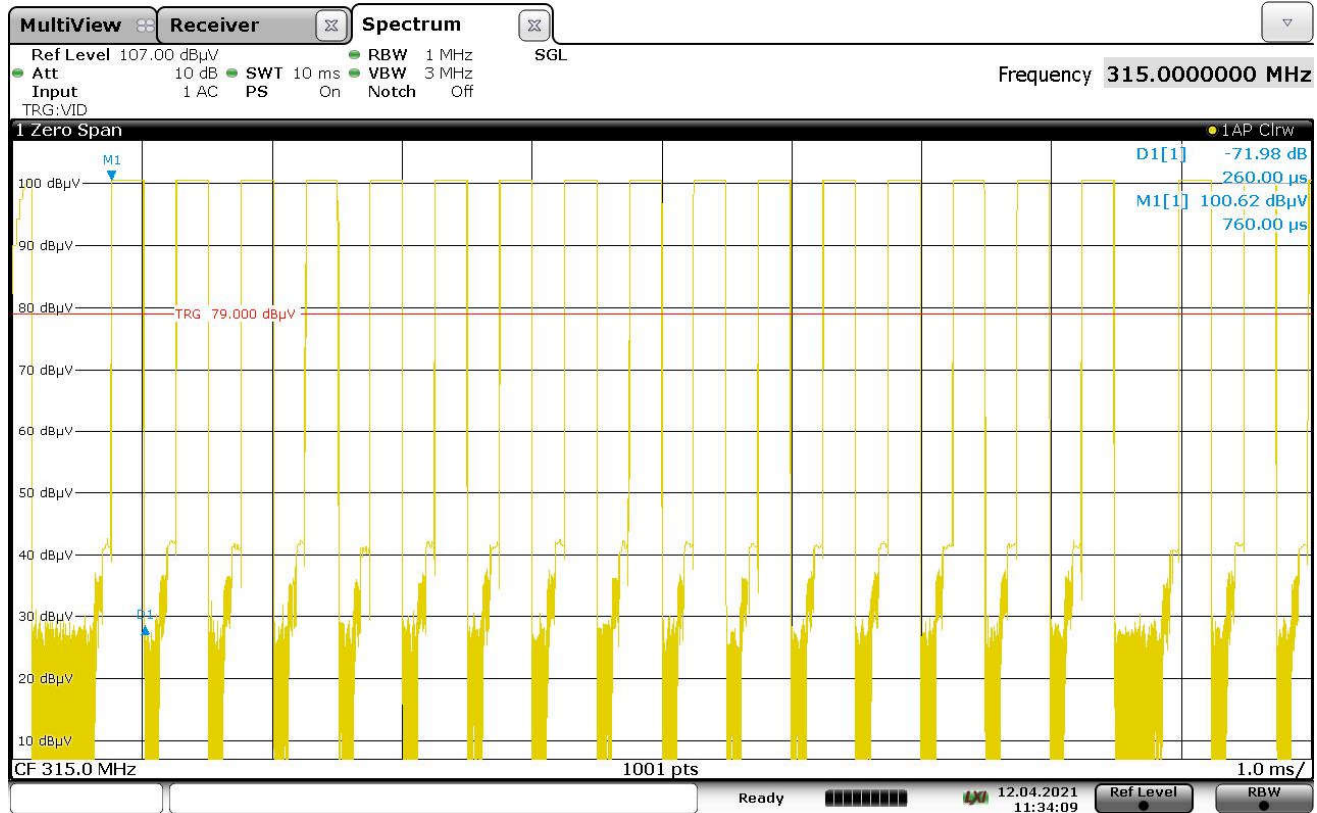 MultiView Receiver Spectrum
Ref Level 107.00 dBµV RBW 1 MHz SGL
Att 10 dB SWT 10 ms VBW 3 MHz Frequency 315.0000000 MHz
Input 1 AC PS On Notch Off
TRG:VID
1 Zero Span 1AP Clrw
M1 D1[1] -71.98 dB
260.00 µs
100 dBµV
M1[1] 100.62 dBµV
760.00 µs
90 dBµV
80 dBµV
TRG 79.000 dBµV
70 dBµV
60 dBµV
50 dBµV
40 dBµV
30 dBµV D1
20 dBµV
10 dBµV
CF 315.0 MHz 1001 pts 1.0 ms/
Ready LXI 12.04.2021 Ref Level RBW
11:34:09